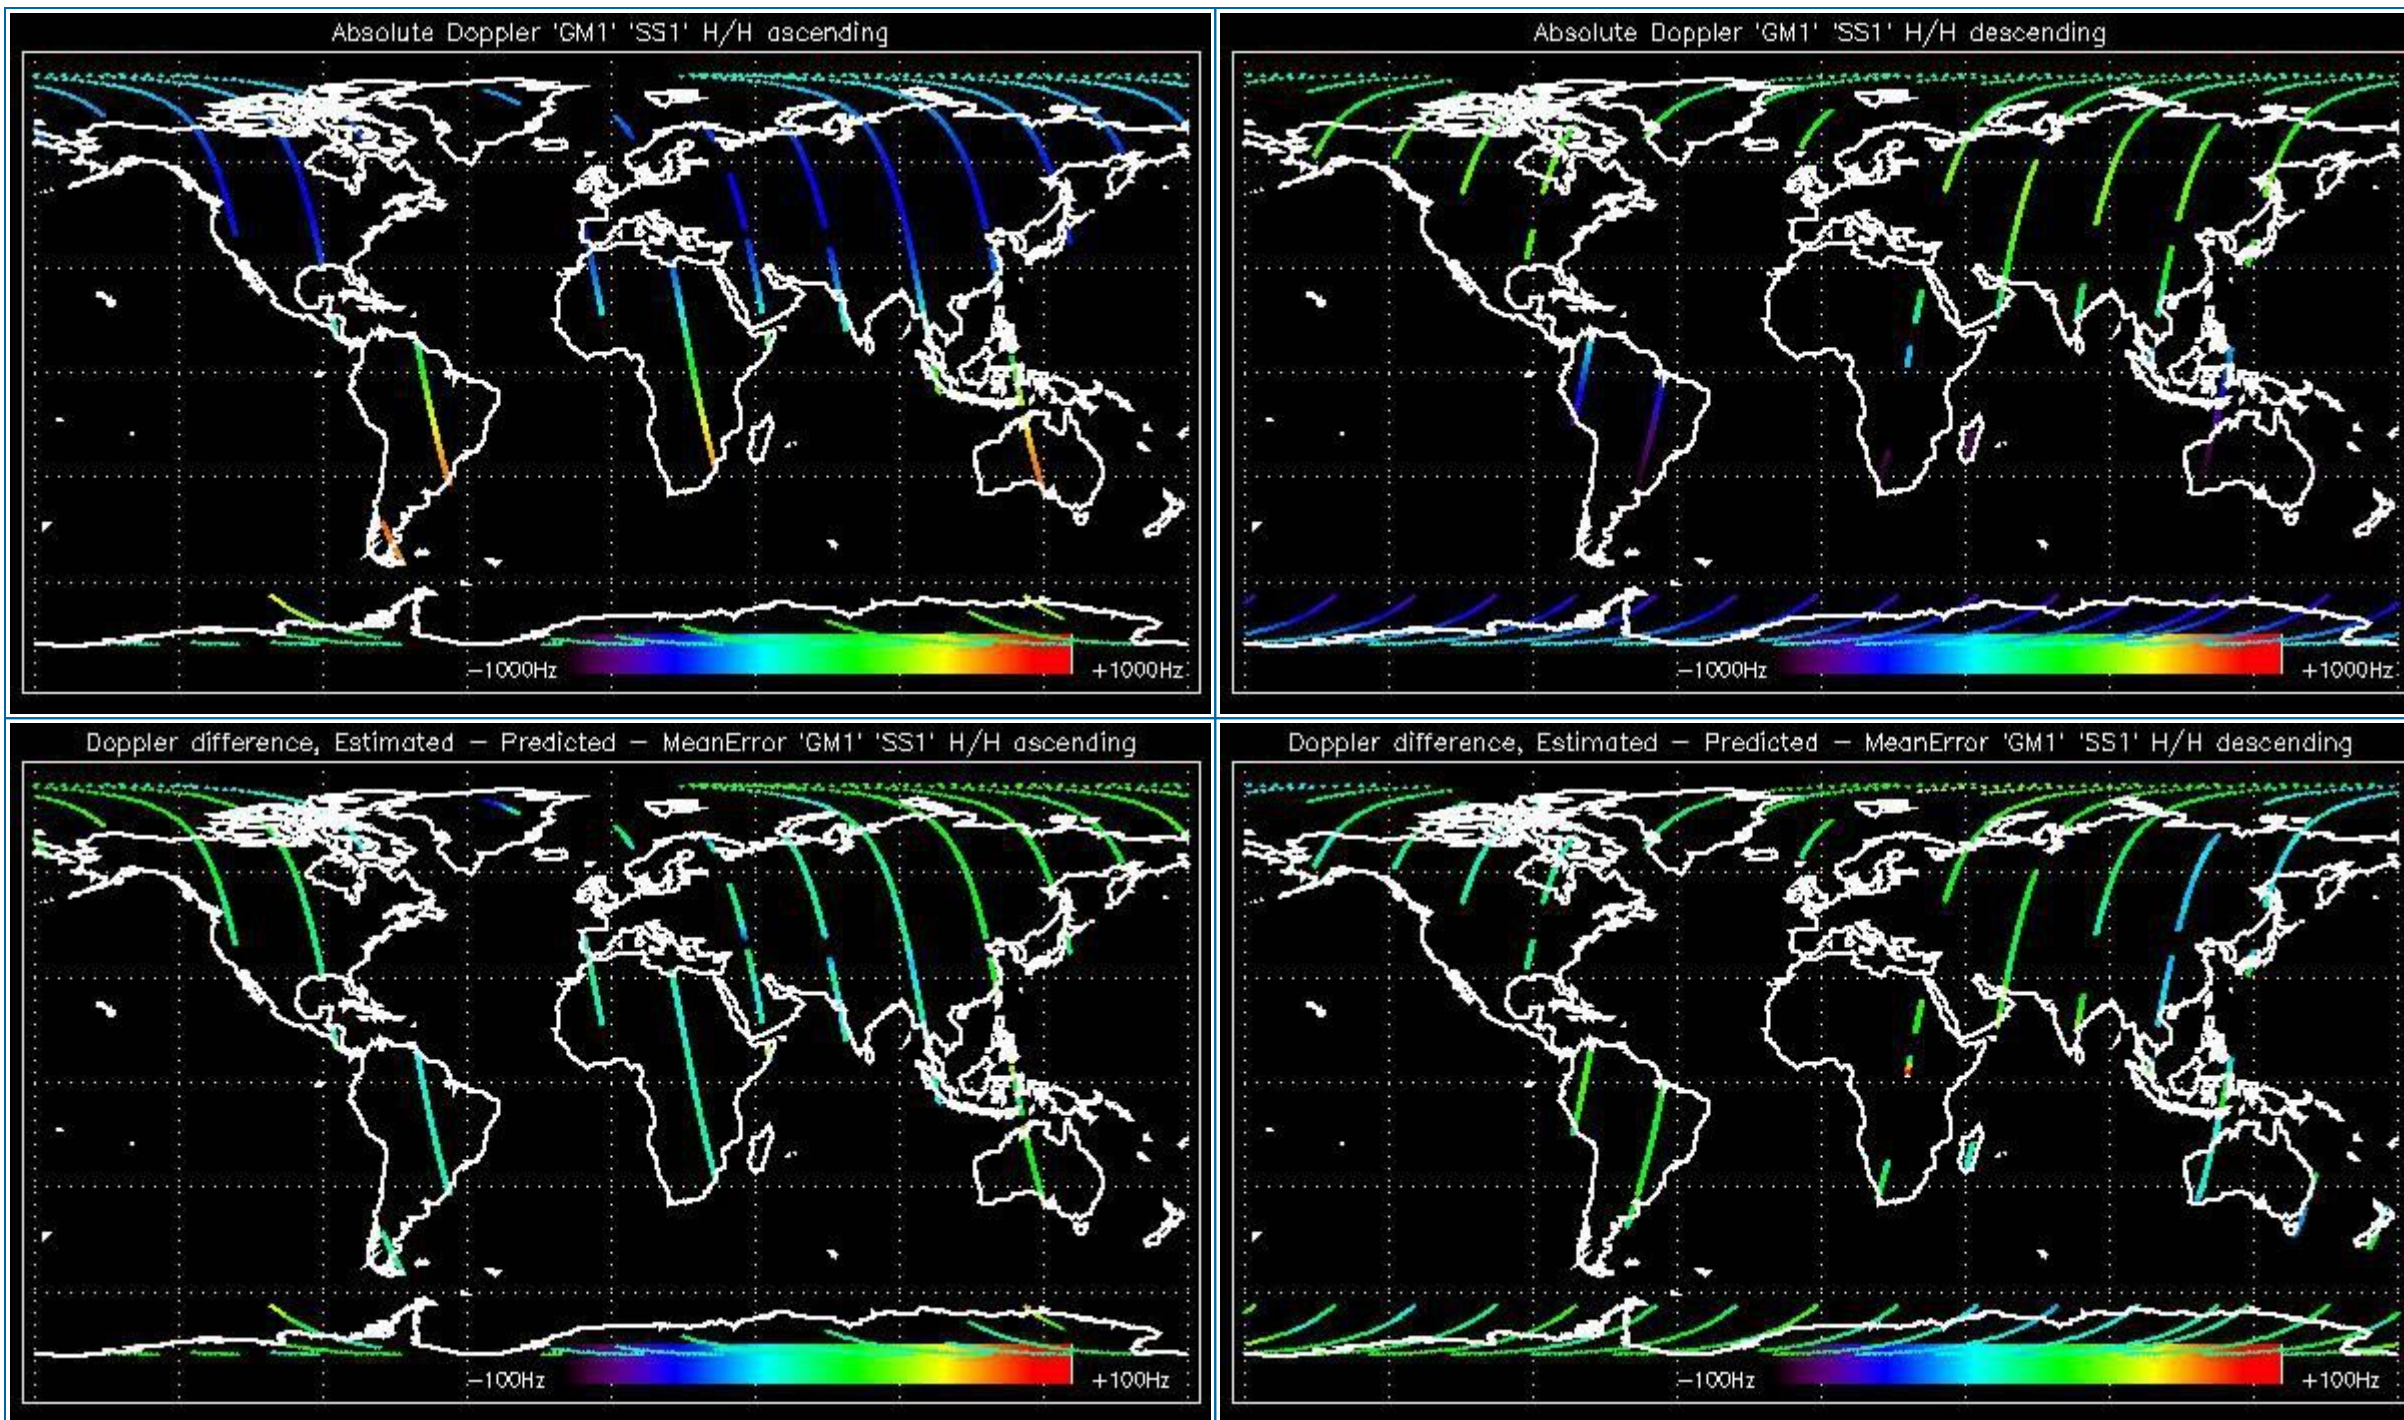 Absolute Doppler 'GM1' 'SS1' H/H ascending
-1000Hz
+1000Hz
Absolute Doppler 'GM1' 'SS1' H/H descending
-1000Hz
+1000Hz
Doppler difference, Estimated - Predicted - MeanError 'GM1' 'SS1' H/H ascending
-100Hz
+100Hz
Doppler difference, Estimated - Predicted - MeanError 'GM1' 'SS1' H/H descending
-100Hz
+100Hz